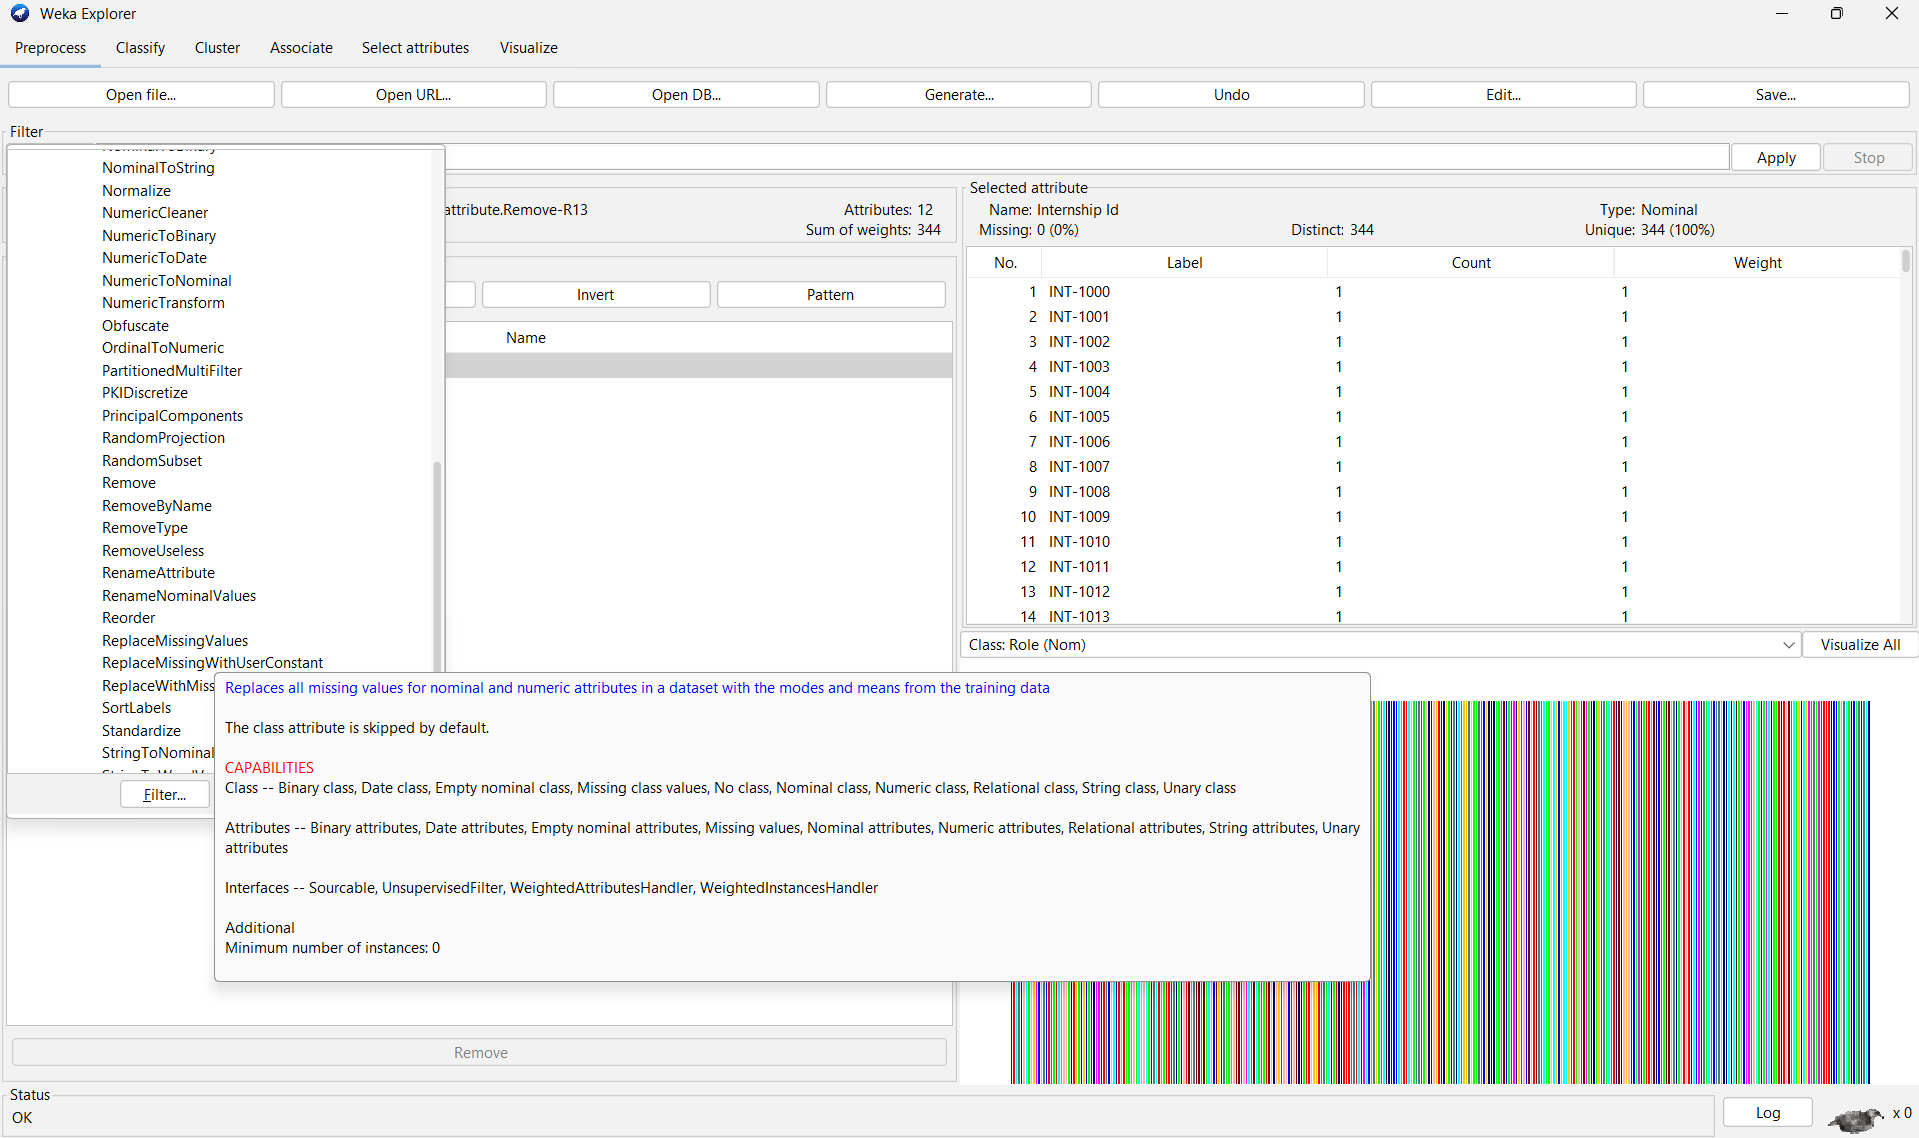 Weka Explorer
Preprocess Classify Cluster Associate Select attributes Visualize
Open file... Open URL... Open DB... Generate... Undo Edit... Save...
Filter
Apply Stop
NominalToString
Normalize
NumericCleaner
NumericToBinary
NumericToDate
NumericToNominal
NumericTransform
Obfuscate
OrdinalToNumeric
PartitionedMultiFilter
PKIDiscretize
PrincipalComponents
RandomProjection
RandomSubset
Remove
RemoveByName
RemoveType
RemoveUseless
RenameAttribute
RenameNominalValues
Reorder
ReplaceMissingValues
ReplaceMissingWithUserConstant
ReplaceWithMiss
SortLabels
Standardize
StringToNominal
Filter...
attribute.Remove-R13 Attributes: 12
Sum of weights: 344
Invert Pattern
Name
Selected attribute
Name: Internship Id Type: Nominal
Missing: 0 (0%) Distinct: 344 Unique: 344 (100%)
No. Label Count Weight
1 INT-1000 1 1
2 INT-1001 1 1
3 INT-1002 1 1
4 INT-1003 1 1
5 INT-1004 1 1
6 INT-1005 1 1
7 INT-1006 1 1
8 INT-1007 1 1
9 INT-1008 1 1
10 INT-1009 1 1
11 INT-1010 1 1
12 INT-1011 1 1
13 INT-1012 1 1
14 INT-1013 1 1
Class: Role (Nom) Visualize All
Replaces all missing values for nominal and numeric attributes in a dataset with the modes and means from the training data
The class attribute is skipped by default.
CAPABILITIES
Class -- Binary class, Date class, Empty nominal class, Missing class values, No class, Nominal class, Numeric class, Relational class, String class, Unary class
Attributes -- Binary attributes, Date attributes, Empty nominal attributes, Missing values, Nominal attributes, Numeric attributes, Relational attributes, String attributes, Unary
attributes
Interfaces -- Sourcable, UnsupervisedFilter, WeightedAttributesHandler, WeightedInstancesHandler
Additional
Minimum number of instances: 0
Remove
Status
OK
Log x 0